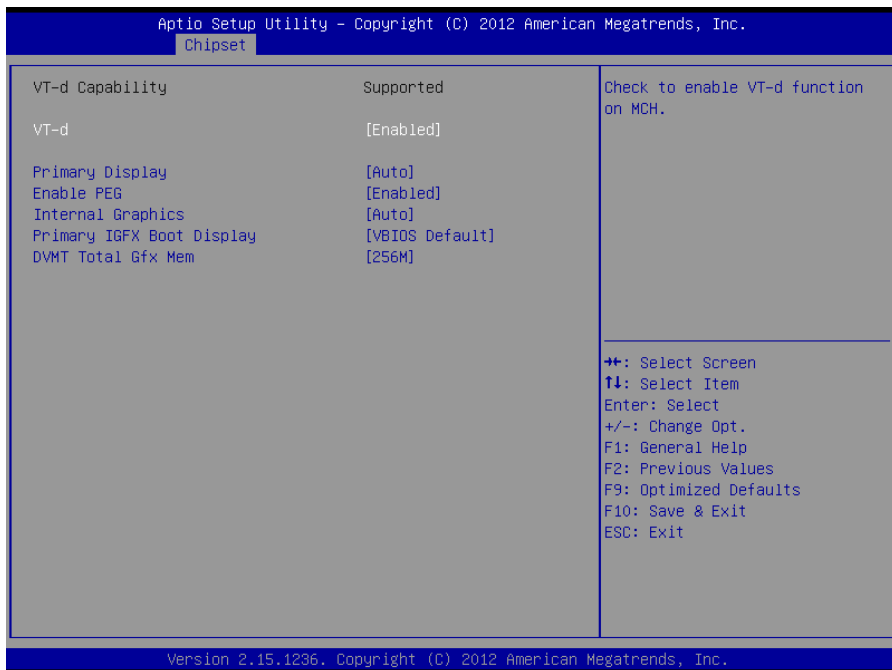 Aptio Setup Utility – Copyright (C) 2012 American Megatrends, Inc.
Chipset
VT-d Capability Supported
VT-d [Enabled]
Primary Display [Auto]
Enable PEG [Enabled]
Internal Graphics [Auto]
Primary IGFX Boot Display [VBIOS Default]
DVMT Total Gfx Mem [256M]
Check to enable VT-d function
on MCH.
→←: Select Screen
↑↓: Select Item
Enter: Select
+/-: Change Opt.
F1: General Help
F2: Previous Values
F9: Optimized Defaults
F10: Save & Exit
ESC: Exit
Version 2.15.1236. Copyright (C) 2012 American Megatrends, Inc.